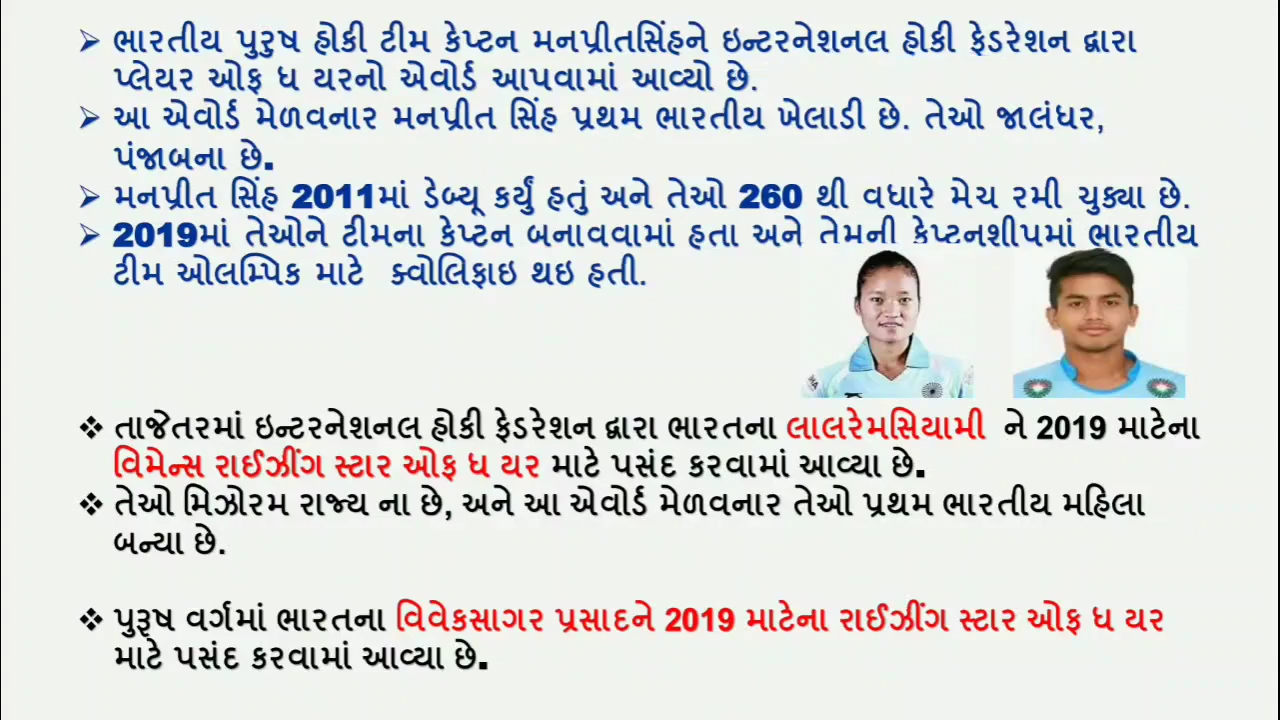 ➢ ભારતીય પુરુષ હોકી ટીમ કેપ્ટન મનપ્રીતસિંહને ઇન્ટરનેશનલ હોકી ફેડરેશન દ્વારા
પ્લેયર ઓફ ધ યરનો એવોર્ડ આપવામાં આવ્યો છે.
➢ આ એવોર્ડ મેળવનાર મનપ્રીત સિંહ પ્રથમ ભારતીય ખેલાડી છે. તેઓ જાલંધર,
પંજાબના છે.
➢ મનપ્રીત સિંહ 2011માં ડેબ્યૂ કર્યું હતું અને તેઓ 260 થી વધારે મેચ રમી ચુક્યા છે.
➢ 2019માં તેઓને ટીમના કેપ્ટન બનાવવામાં હતા અને તેમની કેપ્ટનશીપમાં ભારતીય
ટીમ ઓલમ્પિક માટે ક્વોલિફાઇ થઇ હતી.
❖ તાજેતરમાં ઇન્ટરનેશનલ હોકી ફેડરેશન દ્વારા ભારતના લાલરેમસિયામી ને 2019 માટેના
વિમેન્સ રાઈઝીંગ સ્ટાર ઓફ ધ યર માટે પસંદ કરવામાં આવ્યા છે.
❖ તેઓ મિઝોરમ રાજ્ય ના છે, અને આ એવોર્ડ મેળવનાર તેઓ પ્રથમ ભારતીય મહિલા
બન્યા છે.
❖ પુરૂષ વર્ગમાં ભારતના વિવેકસાગર પ્રસાદને 2019 માટેના રાઈઝીંગ સ્ટાર ઓફ ધ યર
માટે પસંદ કરવામાં આવ્યા છે.